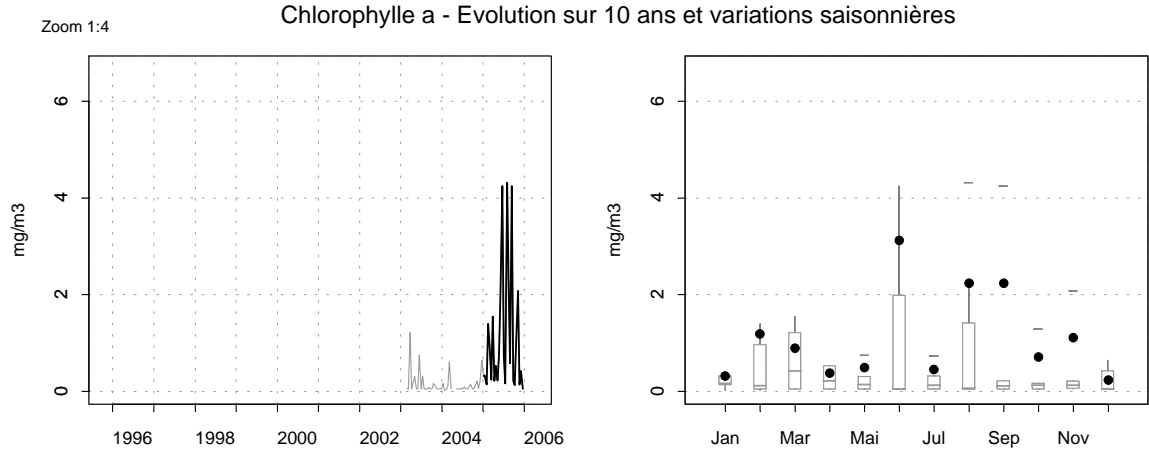 Chlorophylle a - Evolution sur 10 ans et variations saisonnières
Zoom 1:4
mg/m3
6
4
2
0
1996 1998 2000 2002 2004 2006
mg/m3
6
4
2
0
Jan Mar Mai Jul Sep Nov